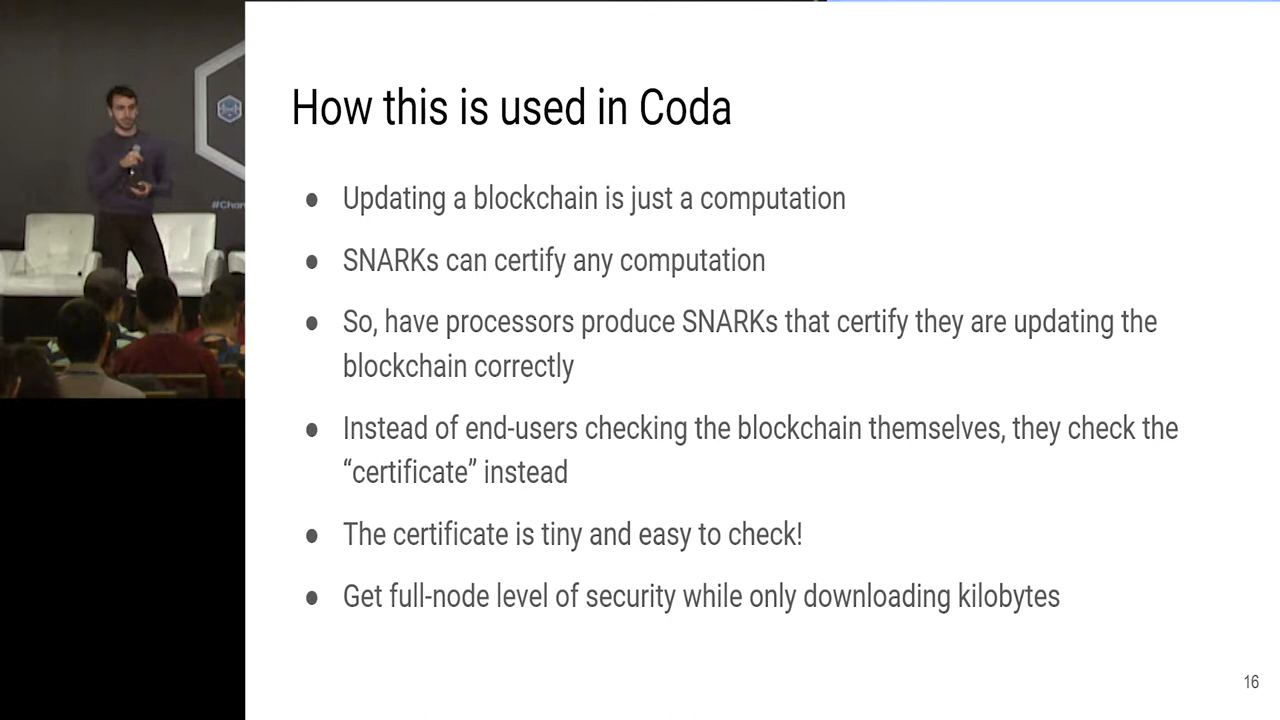 How this is used in Coda
● Updating a blockchain is just a computation
● SNARKs can certify any computation
● So, have processors produce SNARKs that certify they are updating the
blockchain correctly
● Instead of end-users checking the blockchain themselves, they check the
“certificate” instead
● The certificate is tiny and easy to check!
● Get full-node level of security while only downloading kilobytes
16